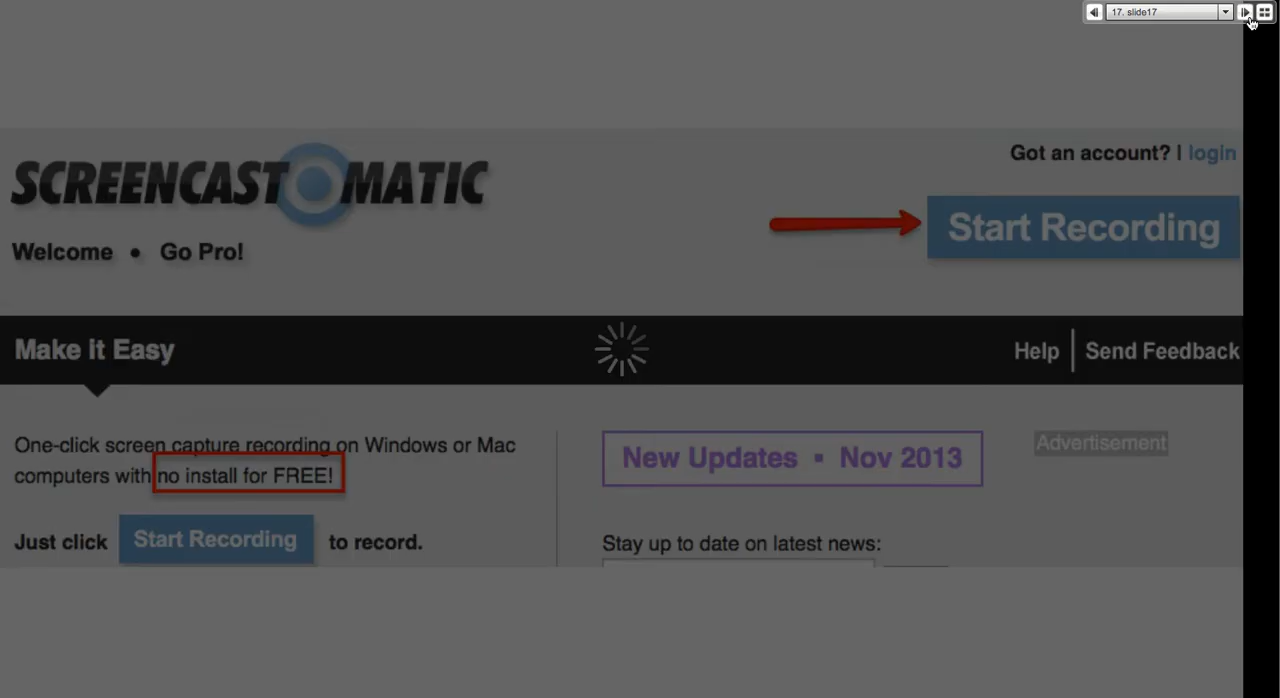 17. slide17
Got an account? | login
SCREENCAST O MATIC
Start Recording
Welcome • Go Pro!
Make it Easy
Help | Send Feedback
One-click screen capture recording on Windows or Mac
computers with no install for FREE!
Just click Start Recording to record.
New Updates ▪ Nov 2013
Stay up to date on latest news:
Advertisement